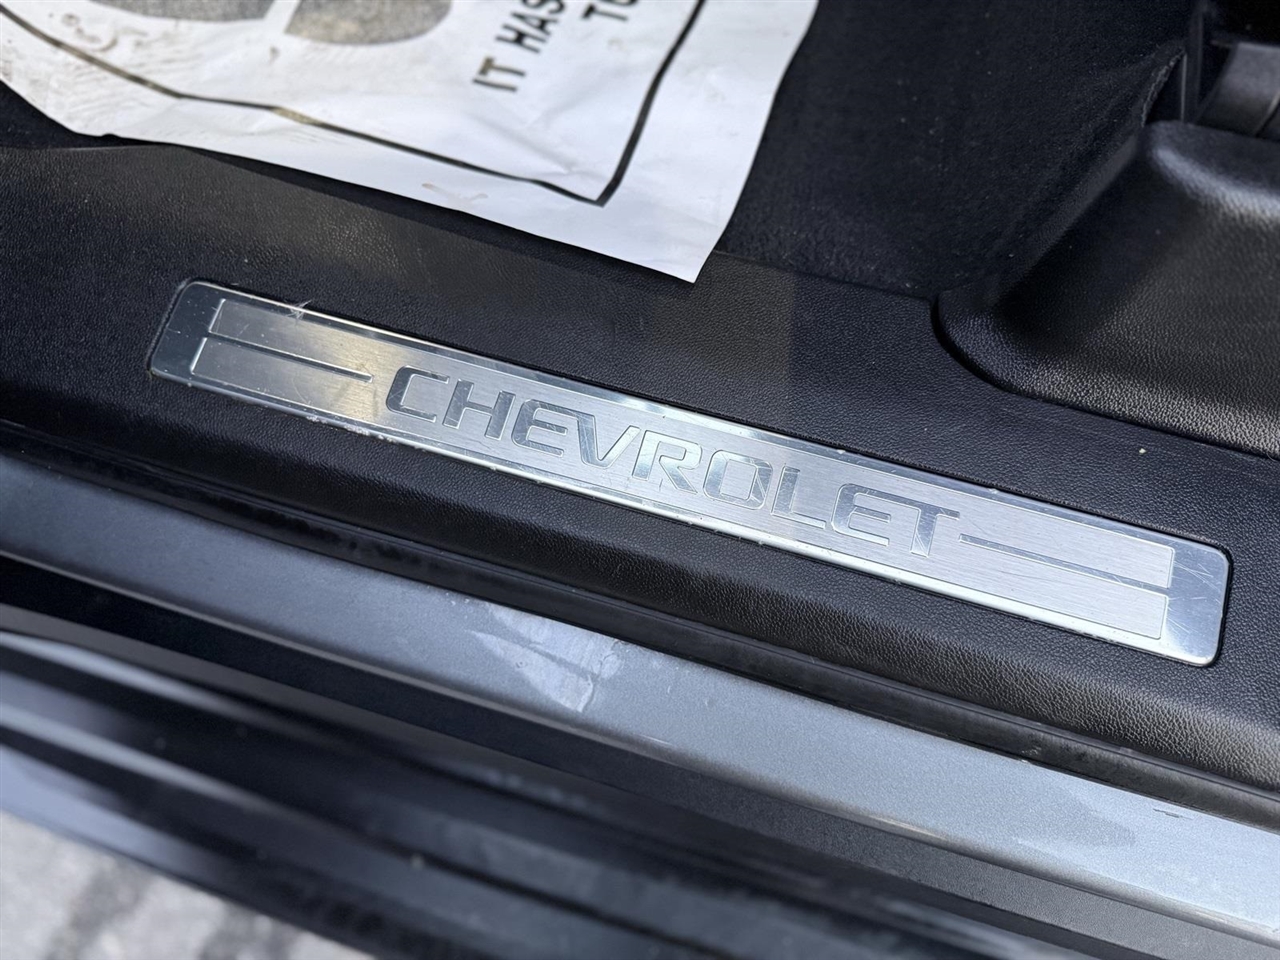 IT HAS
TO
CHEVROLET